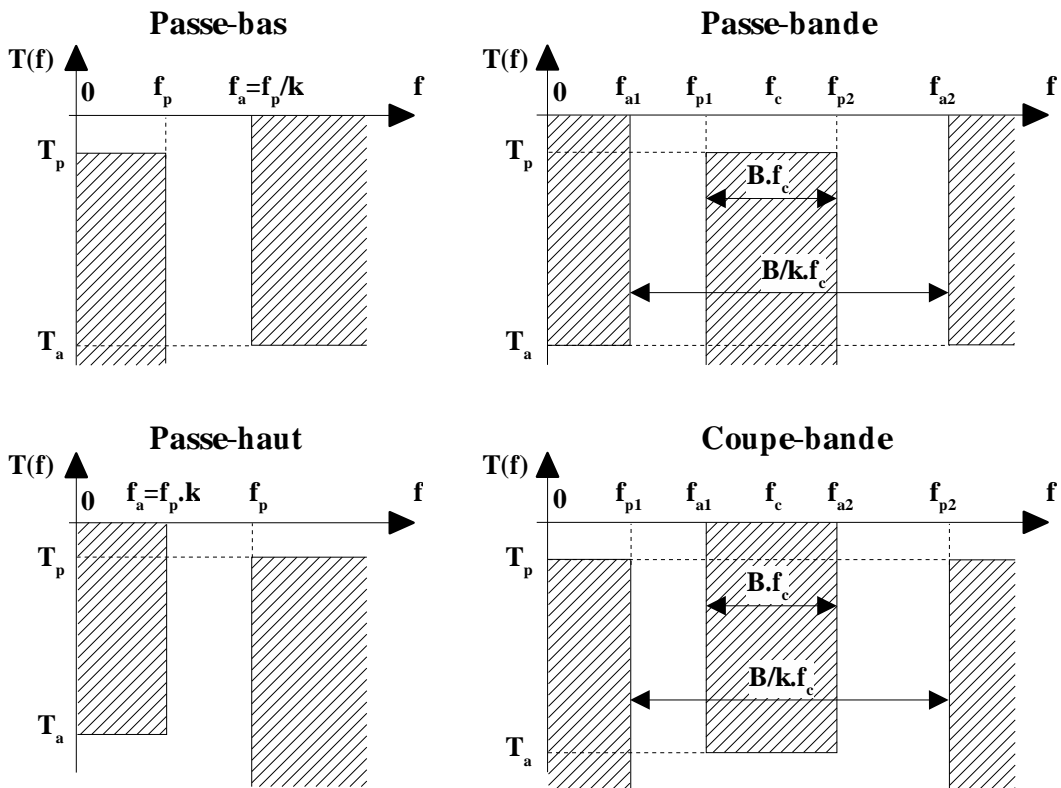 Passe-bas
T(f)
0 f_p f_a=f_p/k f
T_p
T_a
Passe-bande
0 f_a1 f_p1 f_c f_p2 f_a2 f
T_p
B.f_c
B/k.f_c
T_a
Passe-haut
T(f)
0 f_a=f_p.k f_p f
T_p
T_a
Coupe-bande
T(f)
0 f_p1 f_a1 f_c f_a2 f_p2 f
T_p
B.f_c
B/k.f_c
T_a